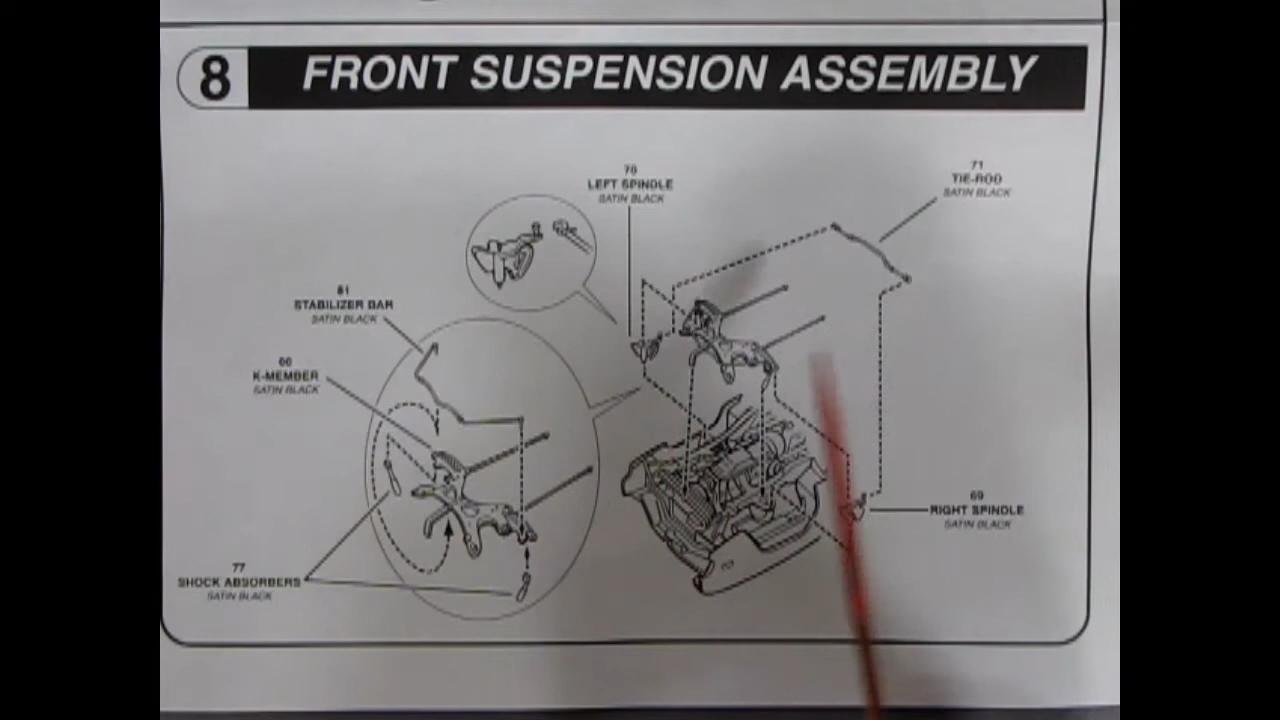 8 FRONT SUSPENSION ASSEMBLY
70
LEFT SPINDLE
SATIN BLACK
71
TIE-ROD
SATIN BLACK
81
STABILIZER BAR
SATIN BLACK
66
K-MEMBER
SATIN BLACK
69
RIGHT SPINDLE
SATIN BLACK
77
SHOCK ABSORBERS
SATIN BLACK